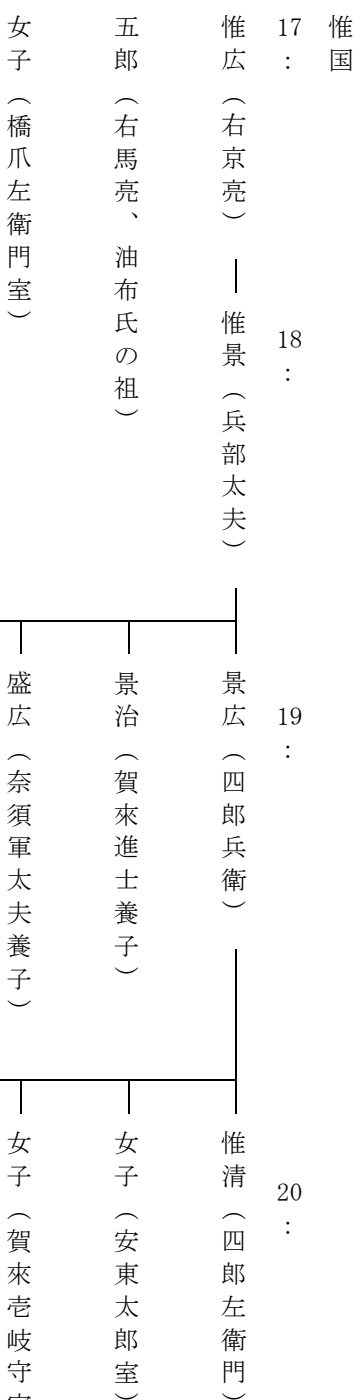 惟国
17: 18: 19: 20:
惟広（右京亮）―惟景（兵部太夫） 景広（四郎兵衛） 惟清（四郎左衛門）
五郎（右馬亮、油布氏の祖） 景治（賀來進士養子） 女子（安東太郎室）
女子（橋爪左衛門室） 盛広（奈須軍太夫養子） 女子（賀來壱岐守室